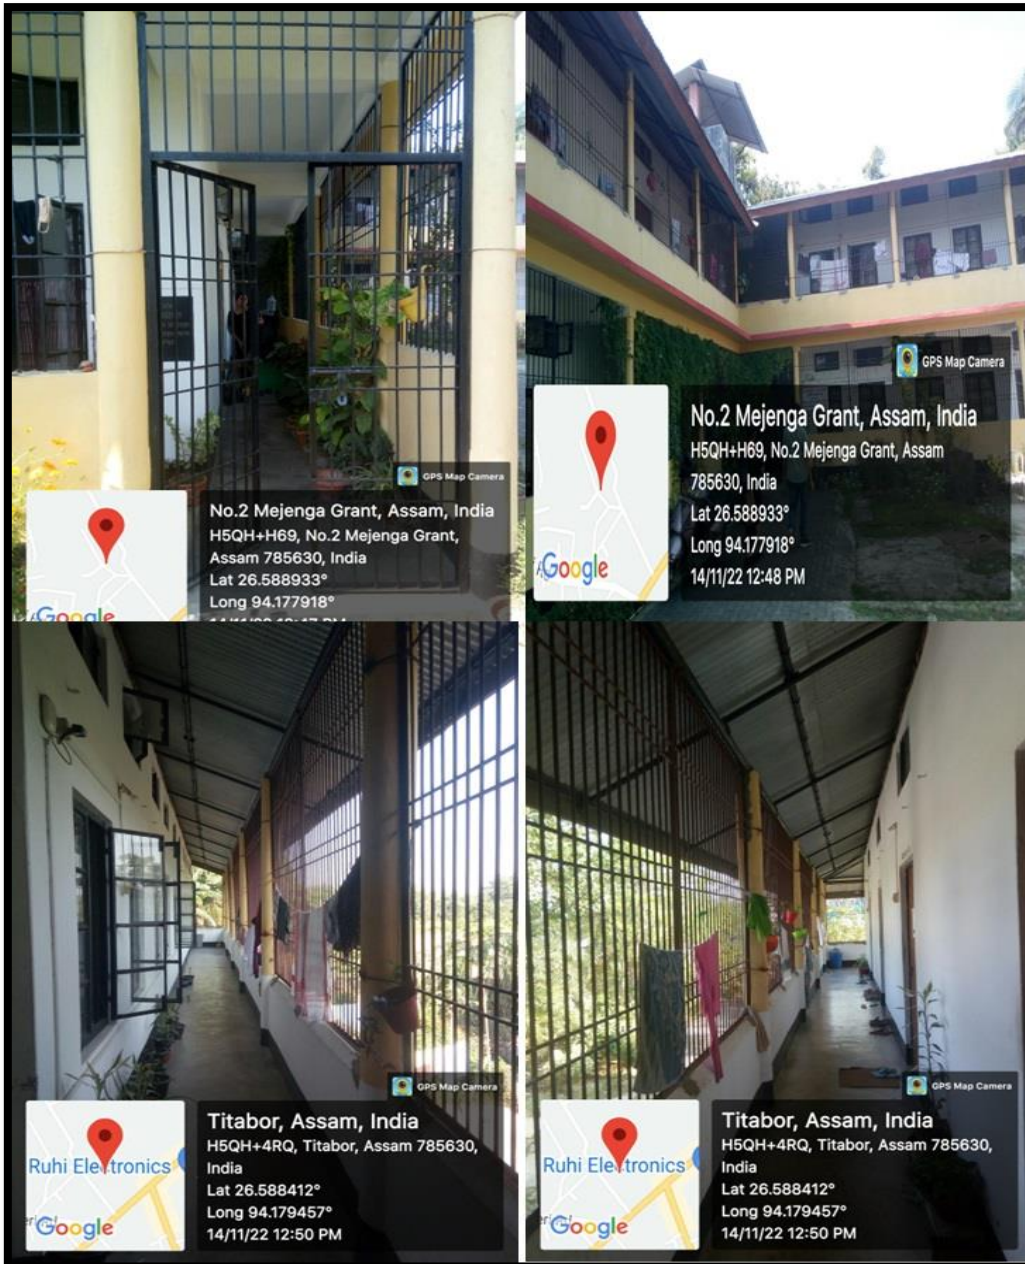 GPS Map Camera
No.2 Mejenga Grant, Assam, India
H5QH+H69, No.2 Mejenga Grant,
Assam 785630, India
Lat 26.588933°
Long 94.177918°
Google
GPS Map Camera
No.2 Mejenga Grant, Assam, India
H5QH+H69, No.2 Mejenga Grant, Assam
785630, India
Lat 26.588933°
Long 94.177918°
14/11/22 12:48 PM
Google
GPS Map Camera
Titabor, Assam, India
H5QH+4RQ, Titabor, Assam 785630,
India
Lat 26.588412°
Long 94.179457°
14/11/22 12:50 PM
Ruhi Electronics
Google
GPS Map Camera
Titabor, Assam, India
H5QH+4RQ, Titabor, Assam 785630,
India
Lat 26.588412°
Long 94.179457°
14/11/22 12:50 PM
Ruhi Electronics
Google